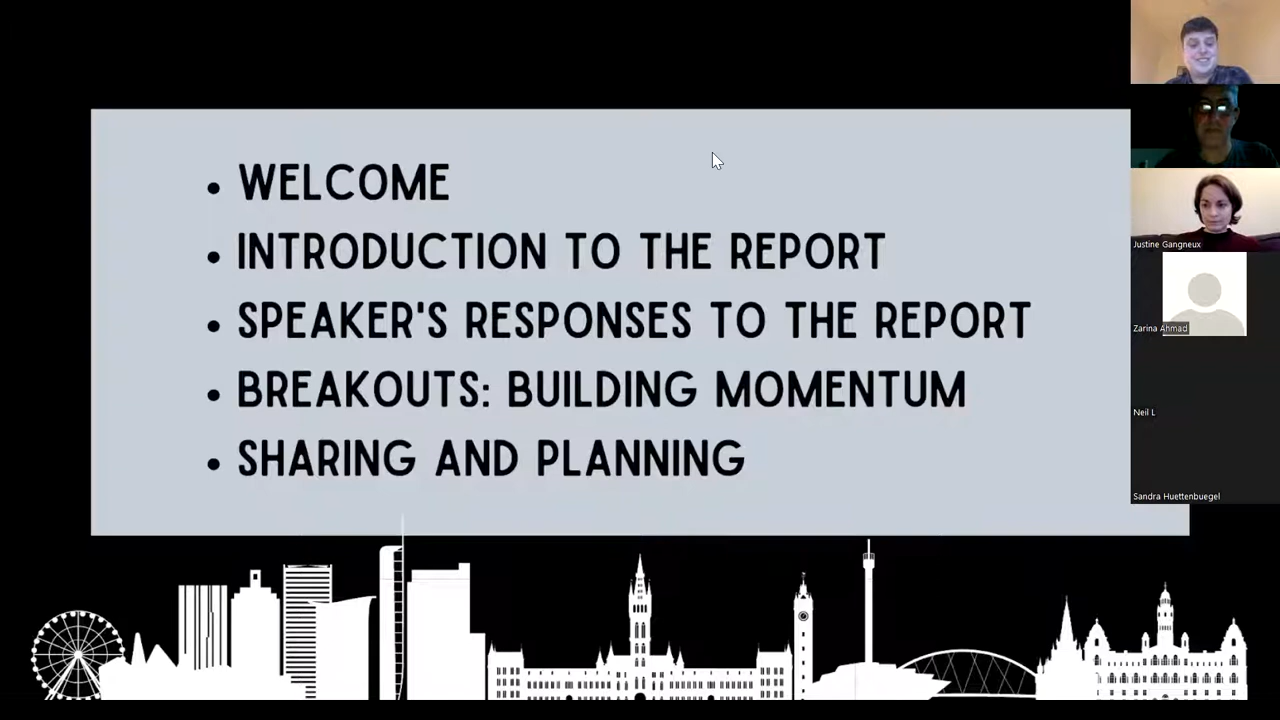 WELCOME
INTRODUCTION TO THE REPORT
SPEAKER'S RESPONSES TO THE REPORT
BREAKOUTS: BUILDING MOMENTUM
SHARING AND PLANNING
Justine Gangneux
Zarina Ahmad
Neil L
Sandra Huettenbuegel